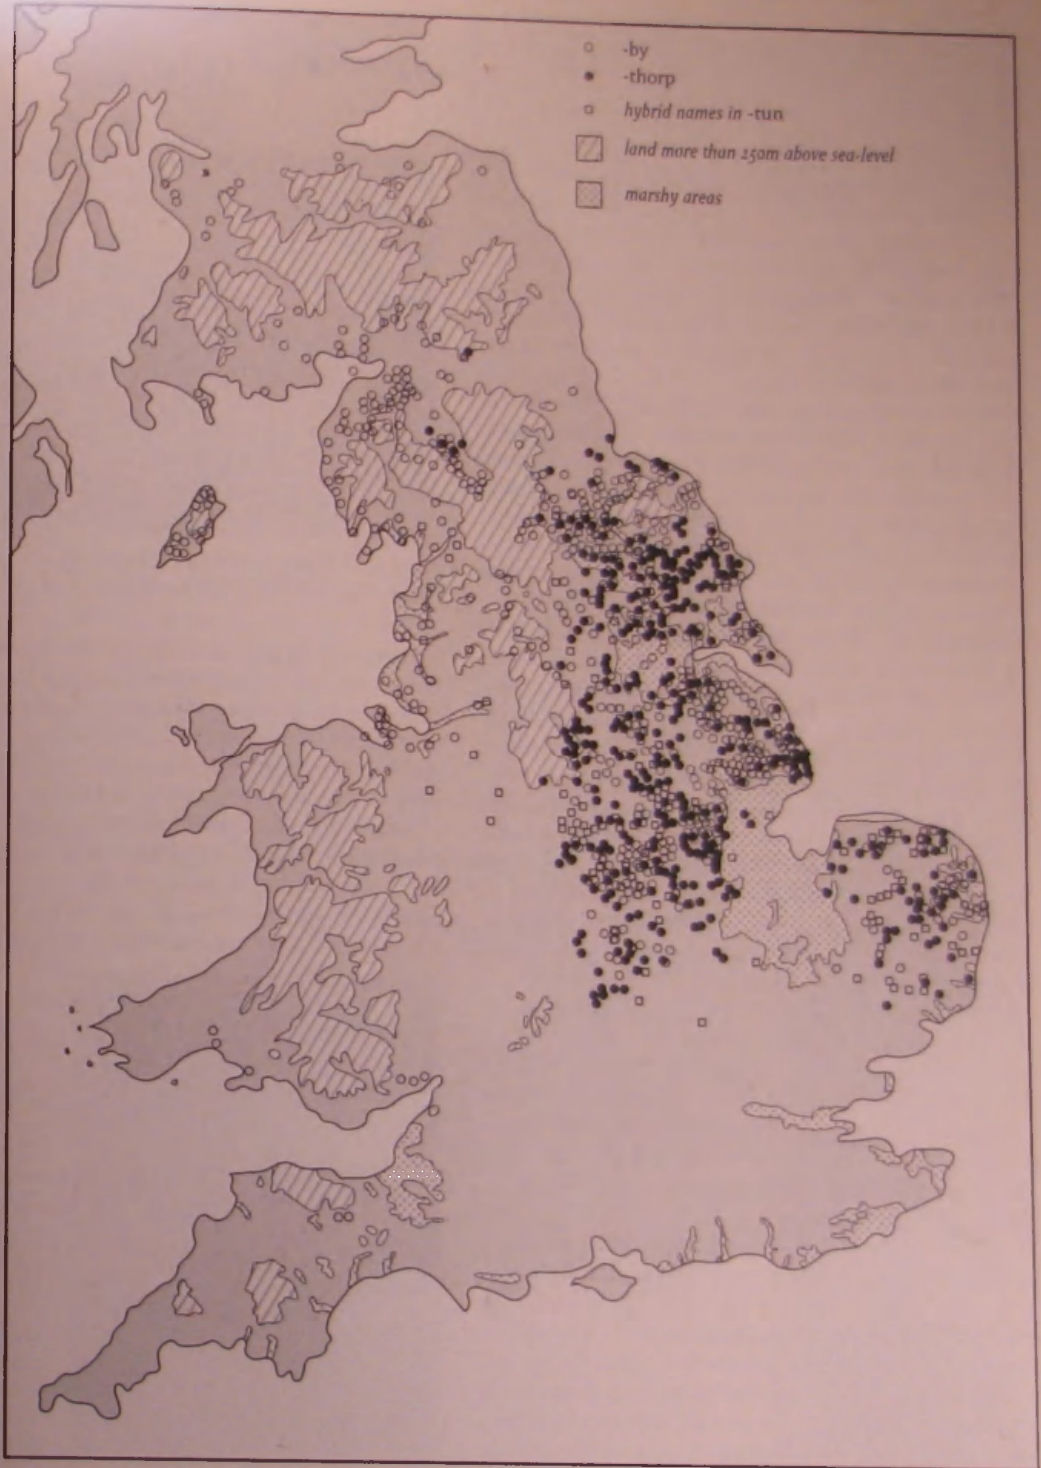 -by
-thorp
hybrid names in -tun
land more than 250m above sea-level
marshy areas